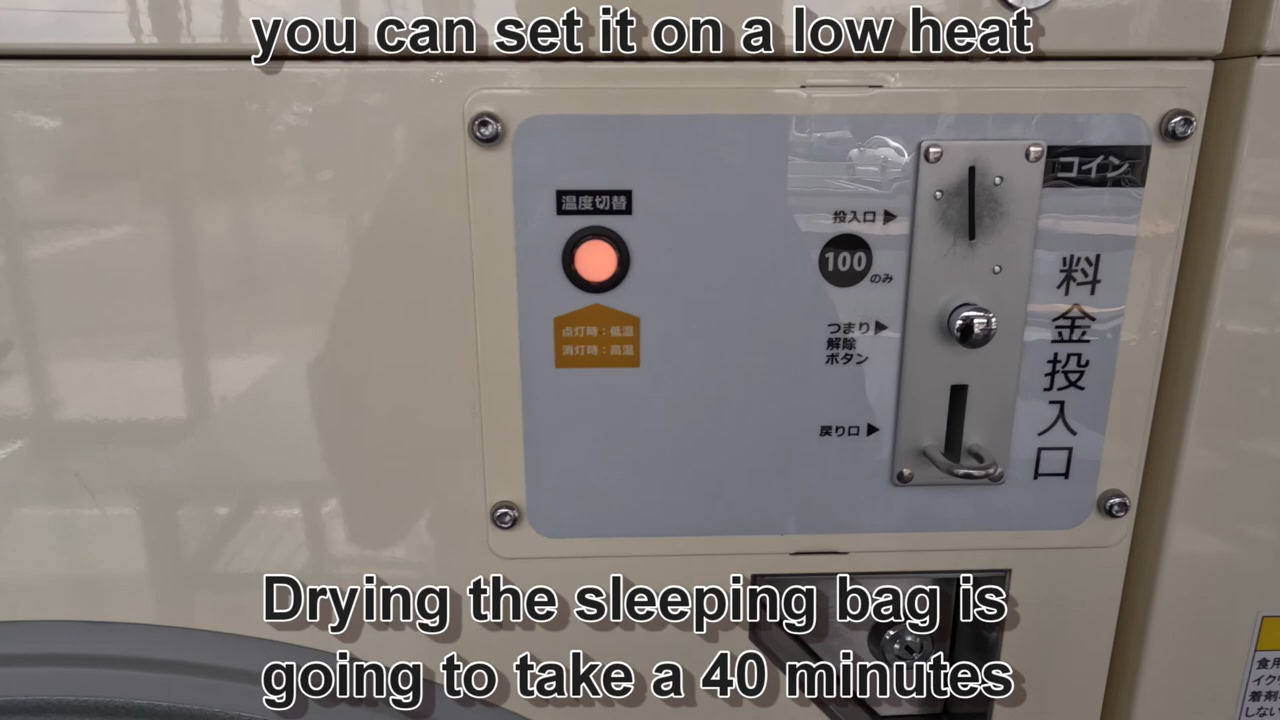 you can set it on a low heat
コイン
温度切替
投入口
100
のみ
点灯時：低温
消灯時：高温
つまり
解除
ボタン
戻り口
料金投入口
Drying the sleeping bag is
going to take a 40 minutes